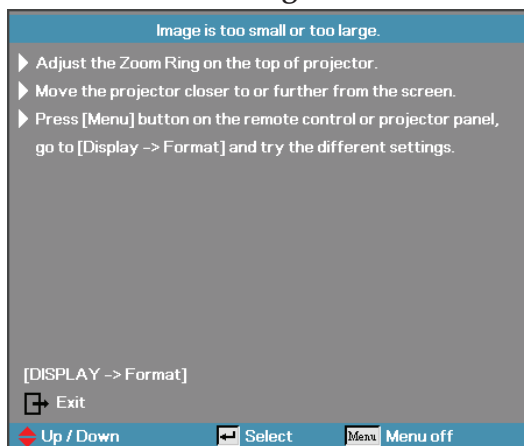 Image is too small or too large.
Adjust the Zoom Ring on the top of projector.
Move the projector closer to or further from the screen.
Press [Menu] button on the remote control or projector panel,
go to [Display -> Format] and try the different settings.
[DISPLAY -> Format]
Exit
Up / Down Select Menu Menu off